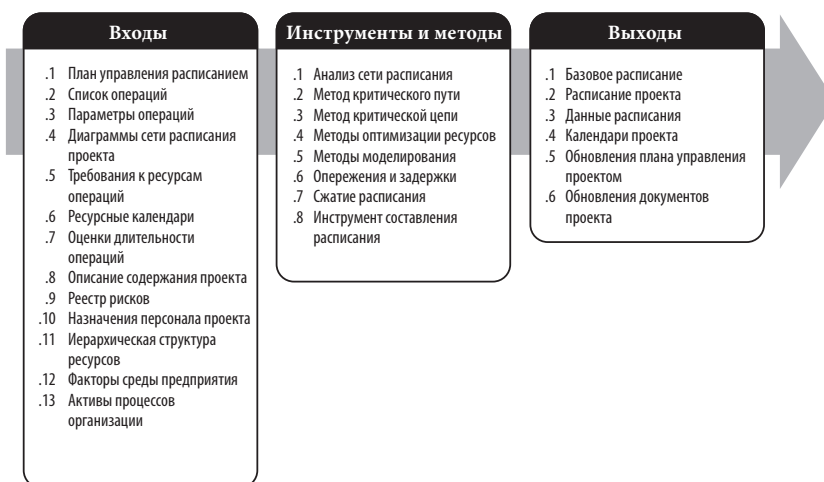 Входы
.1 План управления расписанием
.2 Список операций
.3 Параметры операций
.4 Диаграммы сети расписания
проекта
.5 Требования к ресурсам
операций
.6 Ресурсные календари
.7 Оценки длительности
операций
.8 Описание содержания проекта
.9 Реестр рисков
.10 Назначения персонала проекта
.11 Иерархическая структура
ресурсов
.12 Факторы среды предприятия
.13 Активы процессов
организации
Инструменты и методы
.1 Анализ сети расписания
.2 Метод критического пути
.3 Метод критической цепи
.4 Методы оптимизации ресурсов
.5 Методы моделирования
.6 Опережения и задержки
.7 Сжатие расписания
.8 Инструмент составления
расписания
Выходы
.1 Базовое расписание
.2 Расписание проекта
.3 Данные расписания
.4 Календари проекта
.5 Обновления плана управления
проектом
.6 Обновления документов
проекта